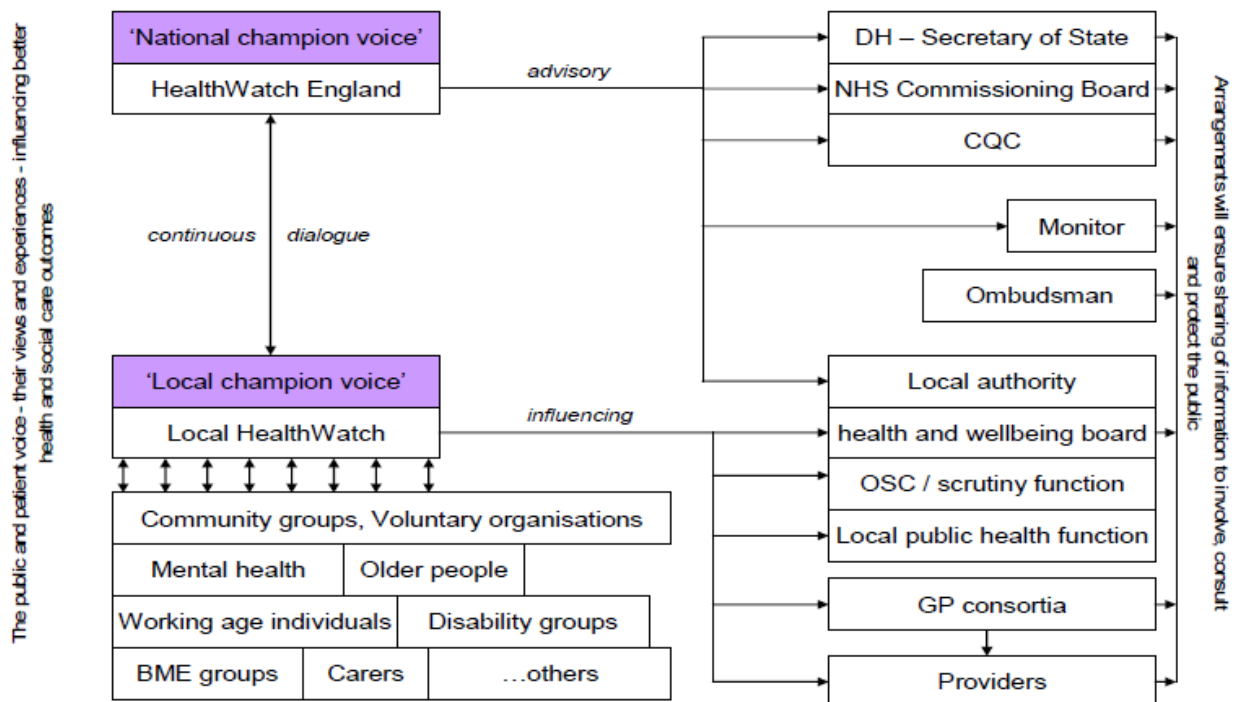 The public and patient voice - their views and experiences - influencing better
health and social care outcomes
‘National champion voice’
HealthWatch England
advisory
continuous dialogue
‘Local champion voice’
Local HealthWatch
influencing
Community groups, Voluntary organisations
Mental health
Older people
Working age individuals
Disability groups
BME groups
Carers
…others
DH – Secretary of State
NHS Commissioning Board
CQC
Monitor
Ombudsman
Local authority
health and wellbeing board
OSC / scrutiny function
Local public health function
GP consortia
Providers
Arrangements will ensure sharing of information to involve, consult
and protect the public